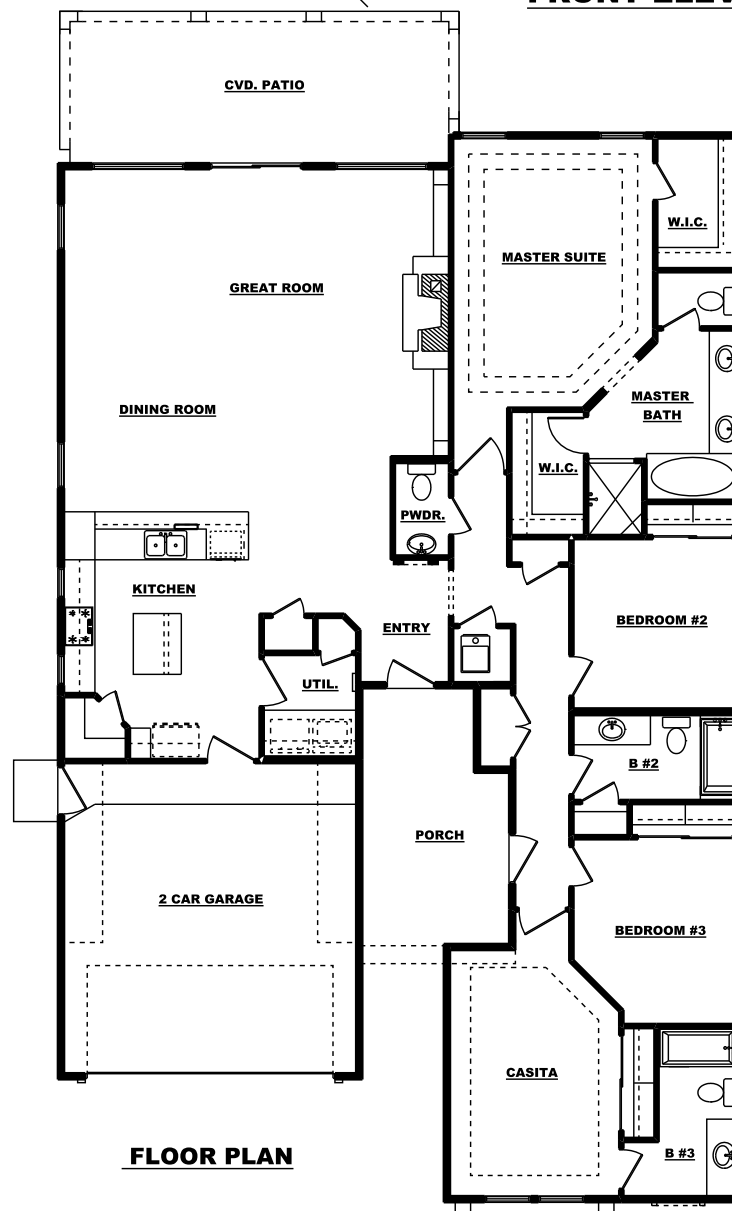 CVD. PATIO
W.I.C.
MASTER SUITE
GREAT ROOM
MASTER
BATH
DINING ROOM
W.I.C.
PWDR.
KITCHEN
BEDROOM #2
ENTRY
UTIL.
B #2
PORCH
2 CAR GARAGE
BEDROOM #3
CASITA
B #3
FLOOR PLAN